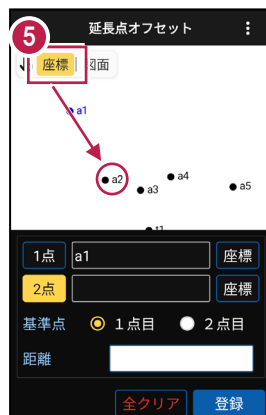 5
延長点オフセット
座標 図面
a1
a2
a3
a4
a5
t1
1点 a1 座標
2点 座標
基準点 1点目 2点目
距離
全クリア 登録